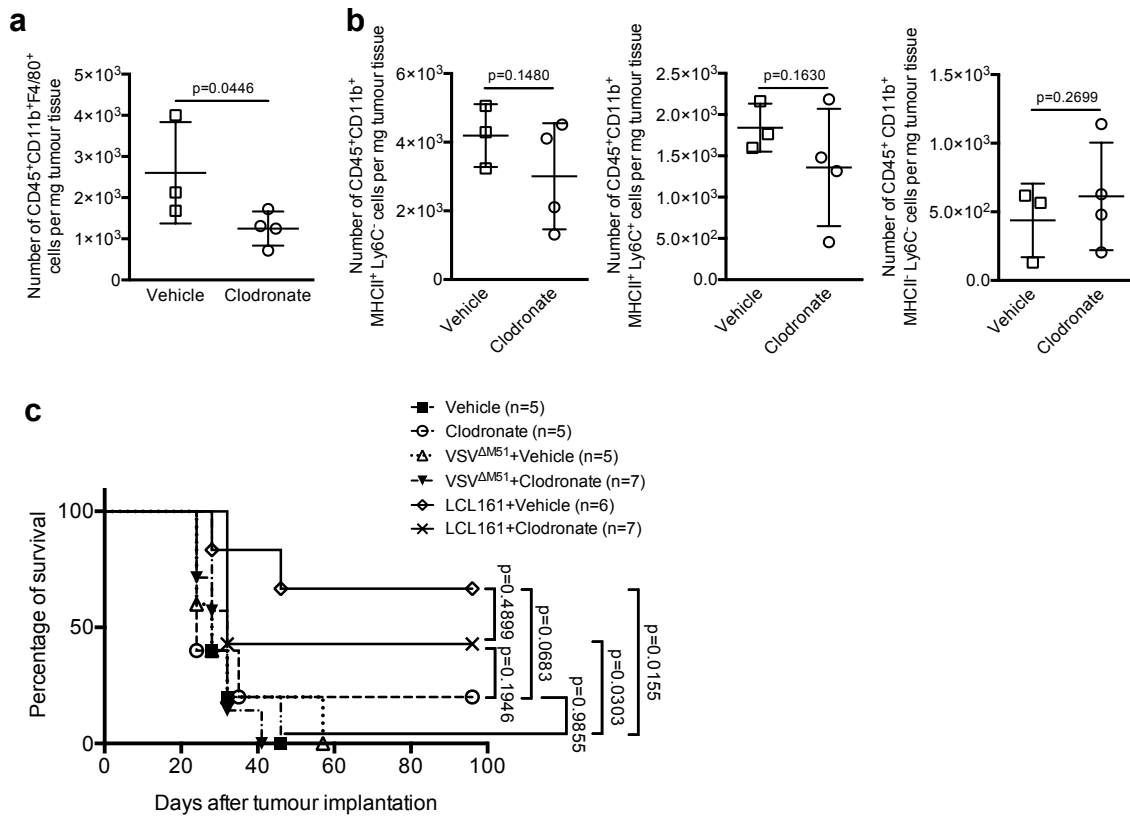 a
Number of CD45⁺CD11b⁺F4/80⁺
cells per mg tumour tissue
5×10³
4×10³
3×10³
2×10³
1×10³
0
p=0.0446
Vehicle
Clodronate
b
Number of CD45⁺CD11b⁺
MHCII⁺ Ly6C⁻ cells per mg tumour tissue
6×10³
4×10³
2×10³
0
p=0.1480
Vehicle
Clodronate
Number of CD45⁺CD11b⁺
MHCII⁺ Ly6C⁺ cells per mg tumour tissue
2.5×10³
2.0×10³
1.5×10³
1.0×10³
5.0×10²
0.0
p=0.1630
Vehicle
Clodronate
Number of CD45⁺ CD11b⁺
MHCII⁻ Ly6C⁻ cells per mg tumour tissue
1.5×10³
1.0×10³
5.0×10²
0.0
p=0.2699
Vehicle
Clodronate
c
Vehicle (n=5)
Clodronate (n=5)
VSV^ΔM51+Vehicle (n=5)
VSV^ΔM51+Clodronate (n=7)
LCL161+Vehicle (n=6)
LCL161+Clodronate (n=7)
Percentage of survival
100
50
0
0 20 40 60 80 100
Days after tumour implantation
p=0.4899
p=0.1946
p=0.0683
p=0.9855
p=0.0303
p=0.0155